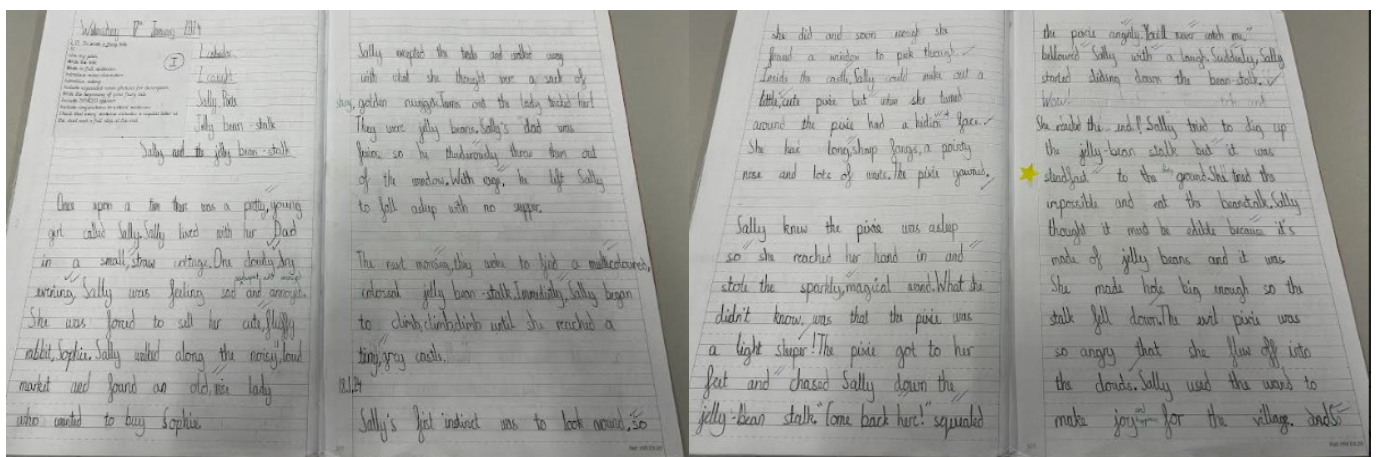 Wednesday 17th January 2024
L.O. To write a fairy tale
I
Sally, Pixie
Jelly bean-stalk
Sally and the jelly bean-stalk
Once upon a time there was a pretty, young
girl called Sally. Sally lived with her Dad
in a small, straw cottage. One cloudy, dry
evening, Sally was feeling sad and annoyed.
She was forced to sell her cute, fluffy
rabbit, Sophie. Sally walked along the noisy, loud
market and found an old, nice lady
who wanted to buy Sophie.
Sally accepted the trade and walked away
with what she thought were a sack of
shiny, golden nuggets. Turns out the lady tricked her!
They were jelly beans. Sally's dad was
furious so he thunderously threw them out
of the window. With rage, he left Sally
to fall asleep with no supper.
The next morning, they woke to find a multicoloured,
colossal jelly bean-stalk. Immediatly, Sally began
to climb, climb, climb until she reached a
tiny, grey castle.
18.1.24
Sally's first instinct was to look around, so
she did and soon enough she
found a window to peek through.
Inside the castle, Sally could make out a
little, cute pixie but when she turned
around the pixie had a hidios face.
She had long, sharp fangs, a pointy
nose and lots of warts. The pixie yawned.
Sally knew the pixie was asleep
so she reached her hand in and
stole the sparkly, magical wand. What she
didn't know, was that the pixie was
a light sleeper! The pixie got to her
feet and chased Sally down the
jelly-bean stalk. "Come back here!" squealed
the pixie angrily. "You'll never catch me,"
bellowed Sally with a laugh. Suddenly, Sally
started sliding down the bean-stalk.
Wow!
She reached the end! Sally tried to dig up
the jelly-bean stalk but it was
steadfast to the ground. She tried the
impossible and eat the beanstalk. Sally
thought it must be edible because it's
made of jelly beans and it was
She made hole big enough so the
stalk fell down. The evil pixie was
so angry that she flew off into
the clouds. Sally used the wand to
make joy and for the village.